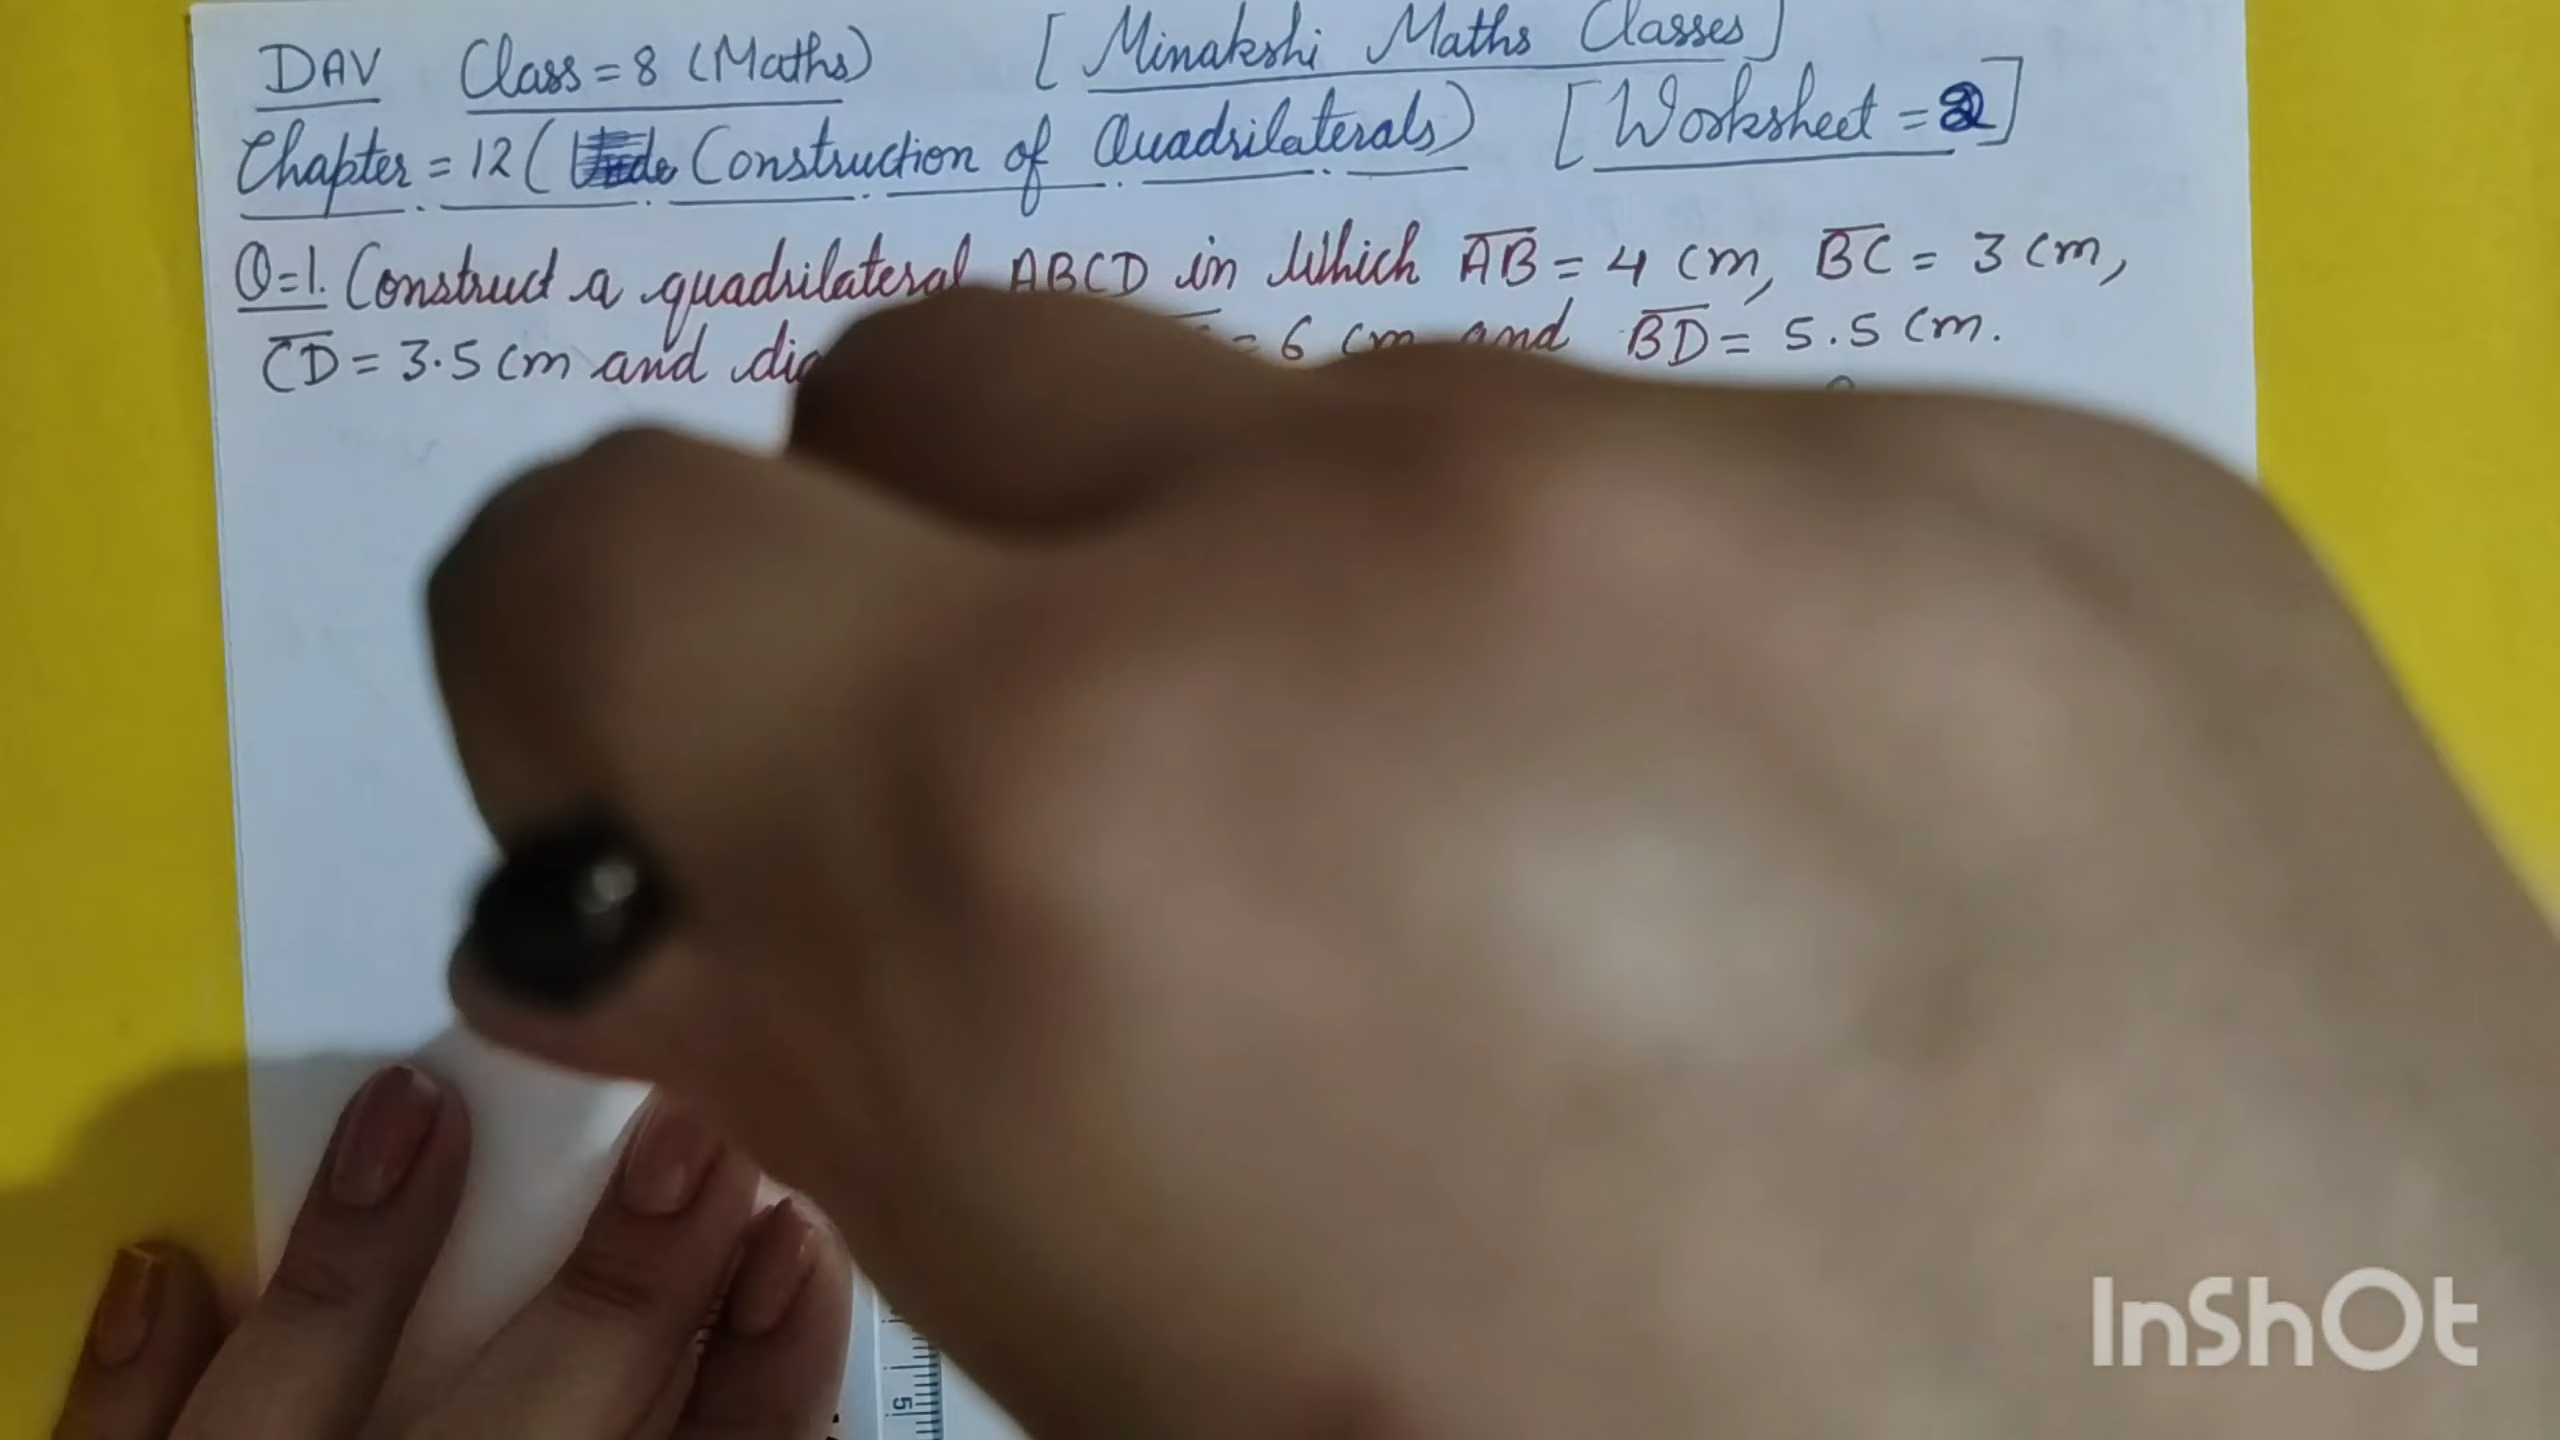 DAV Class = 8 (Maths) [Minakshi Maths Classes]
Chapter = 12 (Construction of Quadrilaterals) [Worksheet = 2]
Q=1. Construct a quadrilateral ABCD in which AB = 4 cm, BC = 3 cm,
CD = 3.5 cm and = 6 cm and BD = 5.5 cm.
5
InShOt